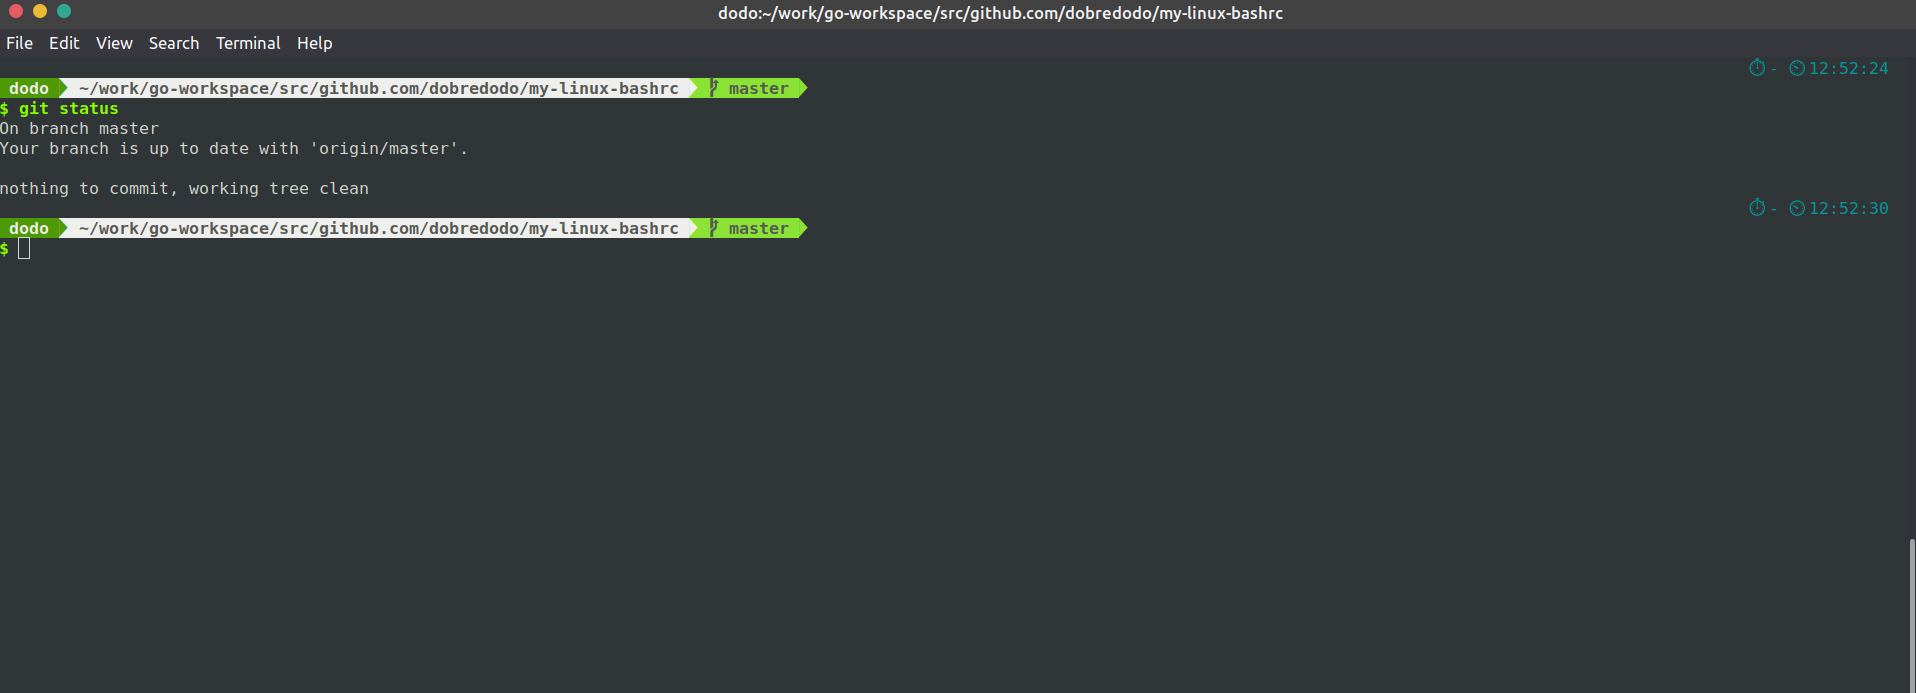 dodo:~/work/go-workspace/src/github.com/dobredodo/my-linux-bashrc
File Edit View Search Terminal Help
- 12:52:24
dodo ~/work/go-workspace/src/github.com/dobredodo/my-linux-bashrc master
$ git status
On branch master
Your branch is up to date with 'origin/master'.
nothing to commit, working tree clean
- 12:52:30
dodo ~/work/go-workspace/src/github.com/dobredodo/my-linux-bashrc master
$